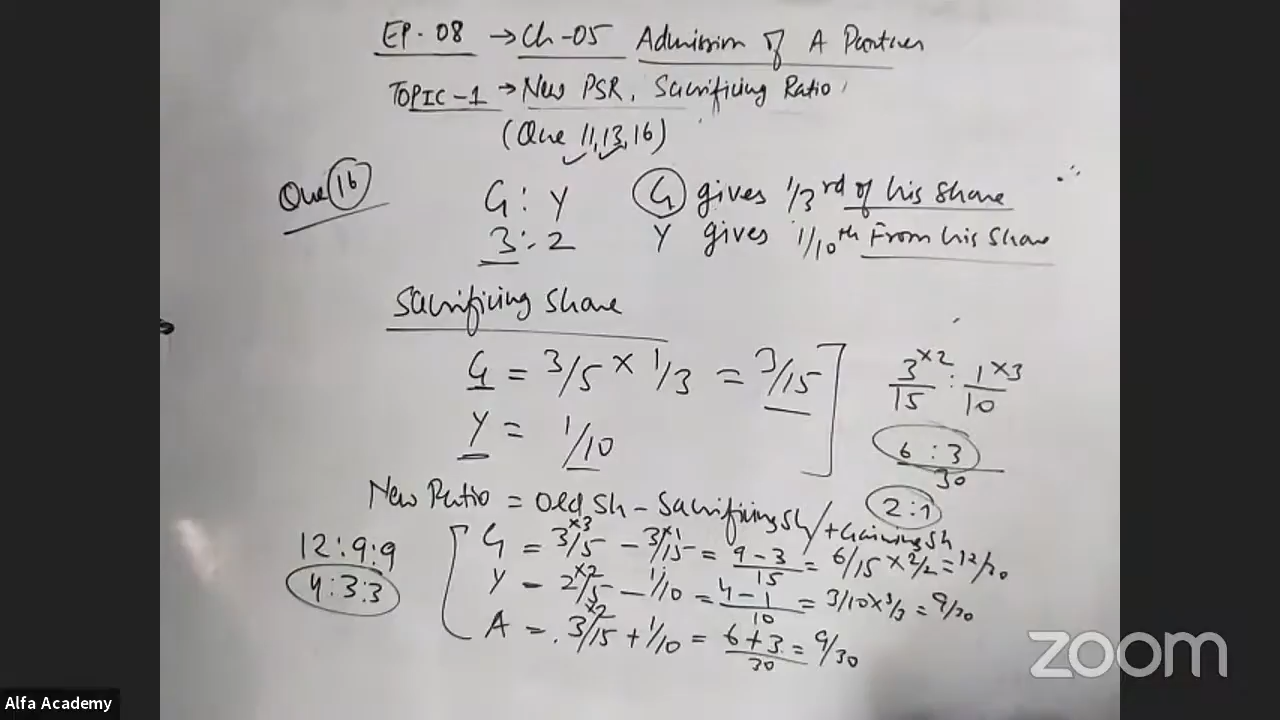 EP. 08 → Ch-05 Admission of A Partner
TOPIC-1 → New PSR, Sacrificing Ratio
(Que 11, 13, 16)
Que 16
G : Y G gives 1/3rd of his share
3 : 2 Y gives 1/10th From his share
Sacrificing share
G = 3/5 × 1/3 = 3/15
Y = 1/10
3/15 ×2 : 1/10 ×3
6 : 3
30
2:1
New Ratio = Old Sh - Sacrificing Sh / + Gaining Sh
G = 3/5 ×3 - 3/15 ×1 = 9-3/15 = 6/15 × 2/2 = 12/30
Y = 2/5 ×2 - 1/10 = 4-1/10 = 3/10 × 3/3 = 9/30
A = 3/15 ×2 + 1/10 = 6+3/30 = 9/30
12:9:9
4:3:3
zoom
Alfa Academy